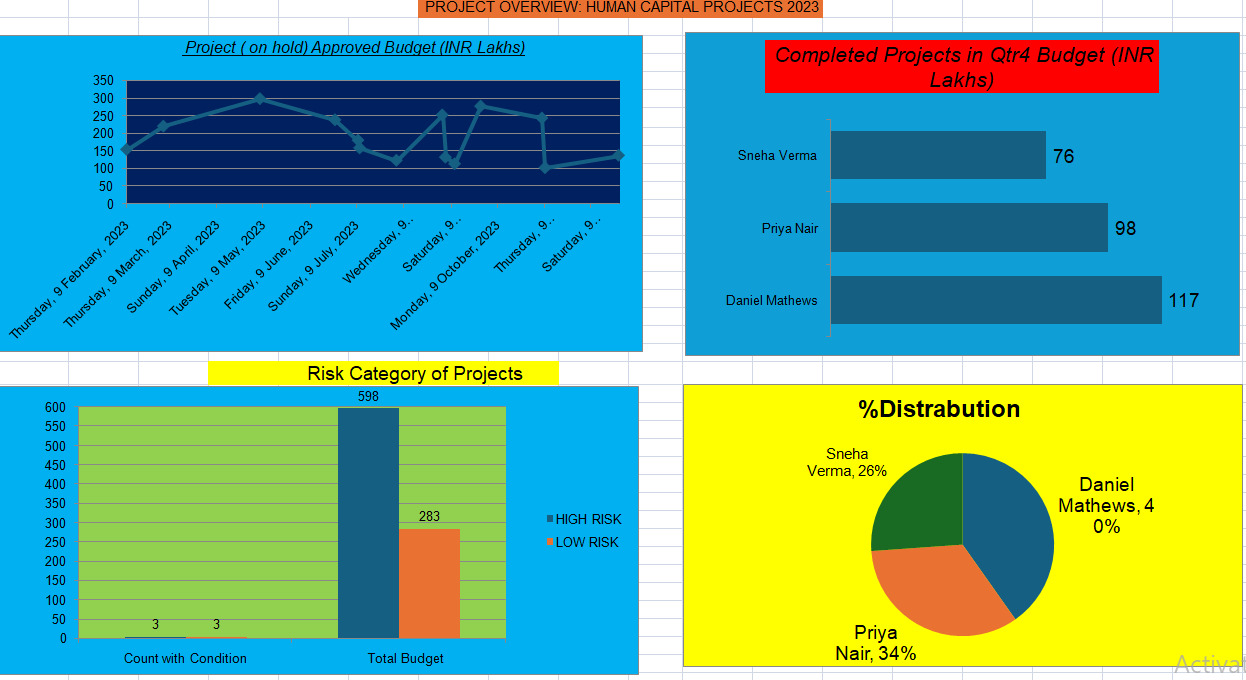 PROJECT OVERVIEW: HUMAN CAPITAL PROJECTS 2023
Project ( on hold) Approved Budget (INR Lakhs)
350
300
250
200
150
100
50
0
Thursday, 9 February, 2023
Thursday, 9 March, 2023
Sunday, 9 April, 2023
Tuesday, 9 May, 2023
Friday, 9 June, 2023
Sunday, 9 July, 2023
Wednesday, 9..
Saturday, 9..
Monday, 9 October, 2023
Thursday, 9..
Saturday, 9..
Completed Projects in Qtr4 Budget (INR
Lakhs)
Sneha Verma
76
Priya Nair
98
Daniel Mathews
117
Risk Category of Projects
600
550
500
450
400
350
300
250
200
150
100
50
0
3
3
598
283
Count with Condition
Total Budget
HIGH RISK
LOW RISK
%Distrabution
Sneha
Verma, 26%
Daniel
Mathews, 4
0%
Priya
Nair, 34%
Activat